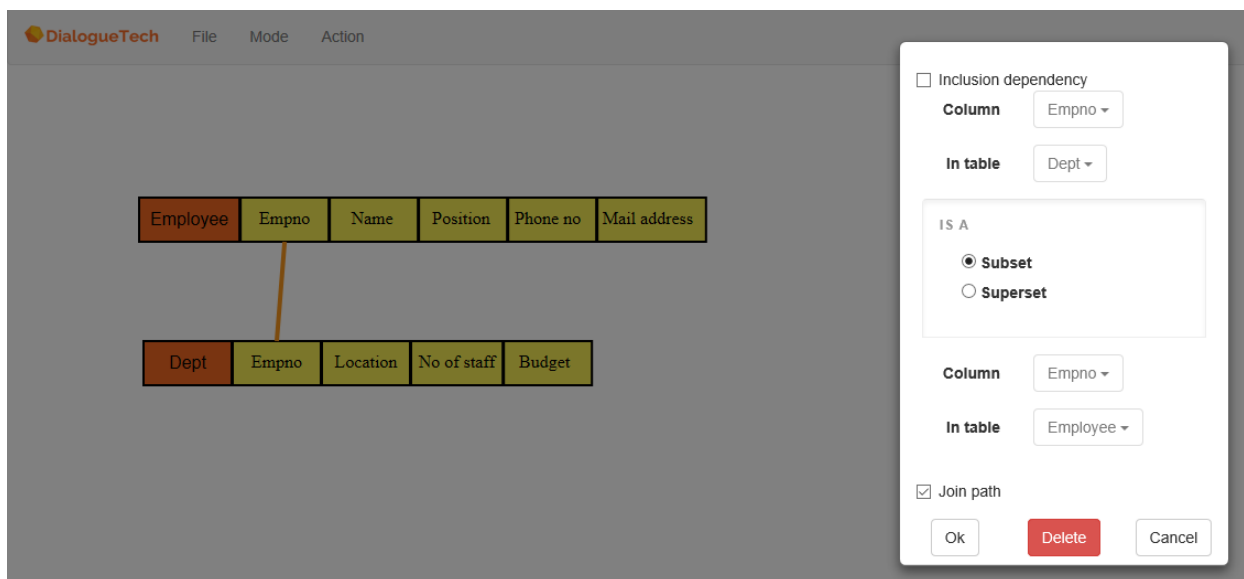 DialogueTech File Mode Action
Inclusion dependency
Column Empno
In table Dept
IS A
Subset
Superset
Column Empno
In table Employee
Join path
Ok Delete Cancel
Employee Empno Name Position Phone no Mail address
Dept Empno Location No of staff Budget